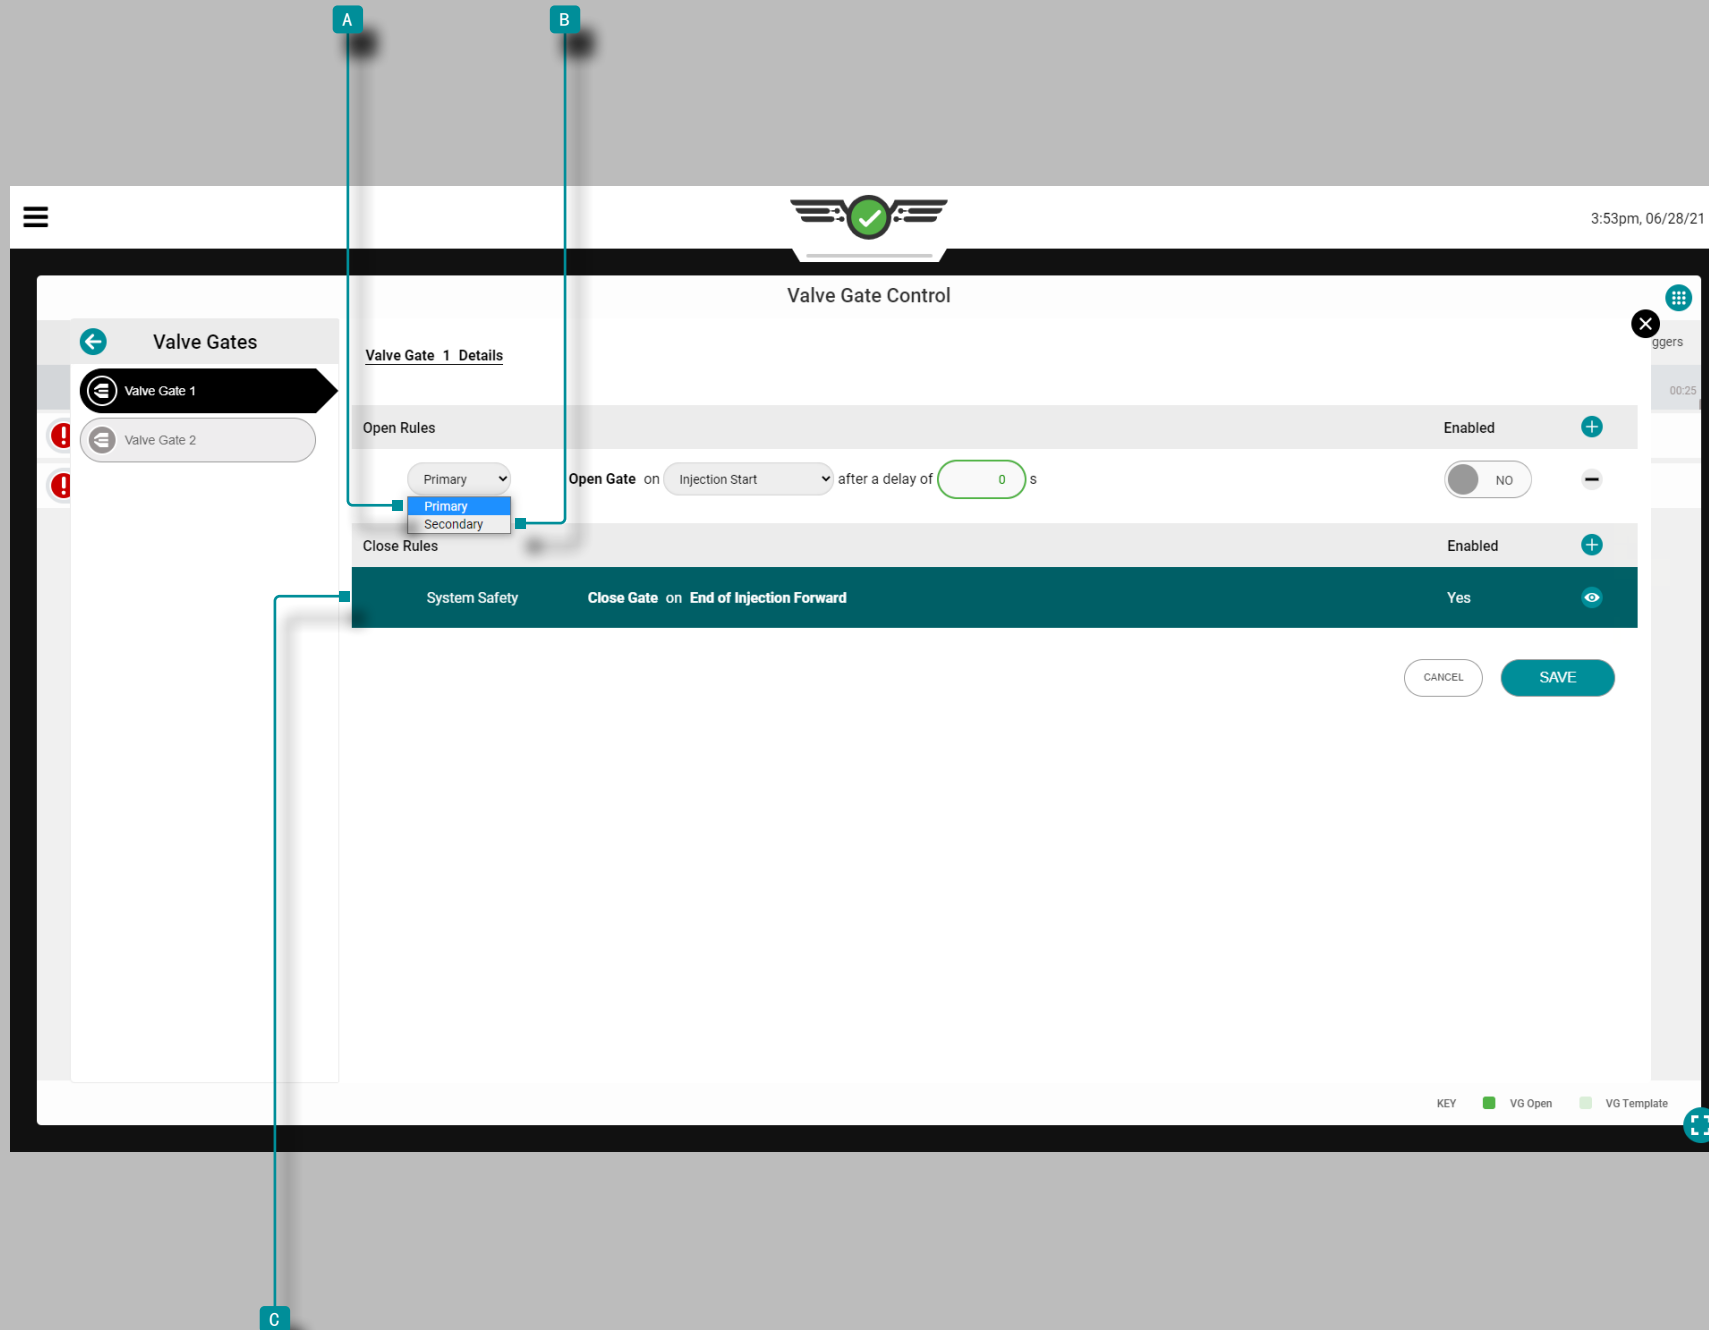 A
B
3:53pm, 06/28/21
Valve Gate Control
Valve Gates
Valve Gate 1 Details
ggers
Valve Gate 1
00:25
Valve Gate 2
Open Rules
Enabled
Primary
Open Gate on Injection Start after a delay of 0 s
NO
Primary
Secondary
Close Rules
Enabled
System Safety
Close Gate on End of Injection Forward
Yes
CANCEL
SAVE
KEY
VG Open
VG Template
C